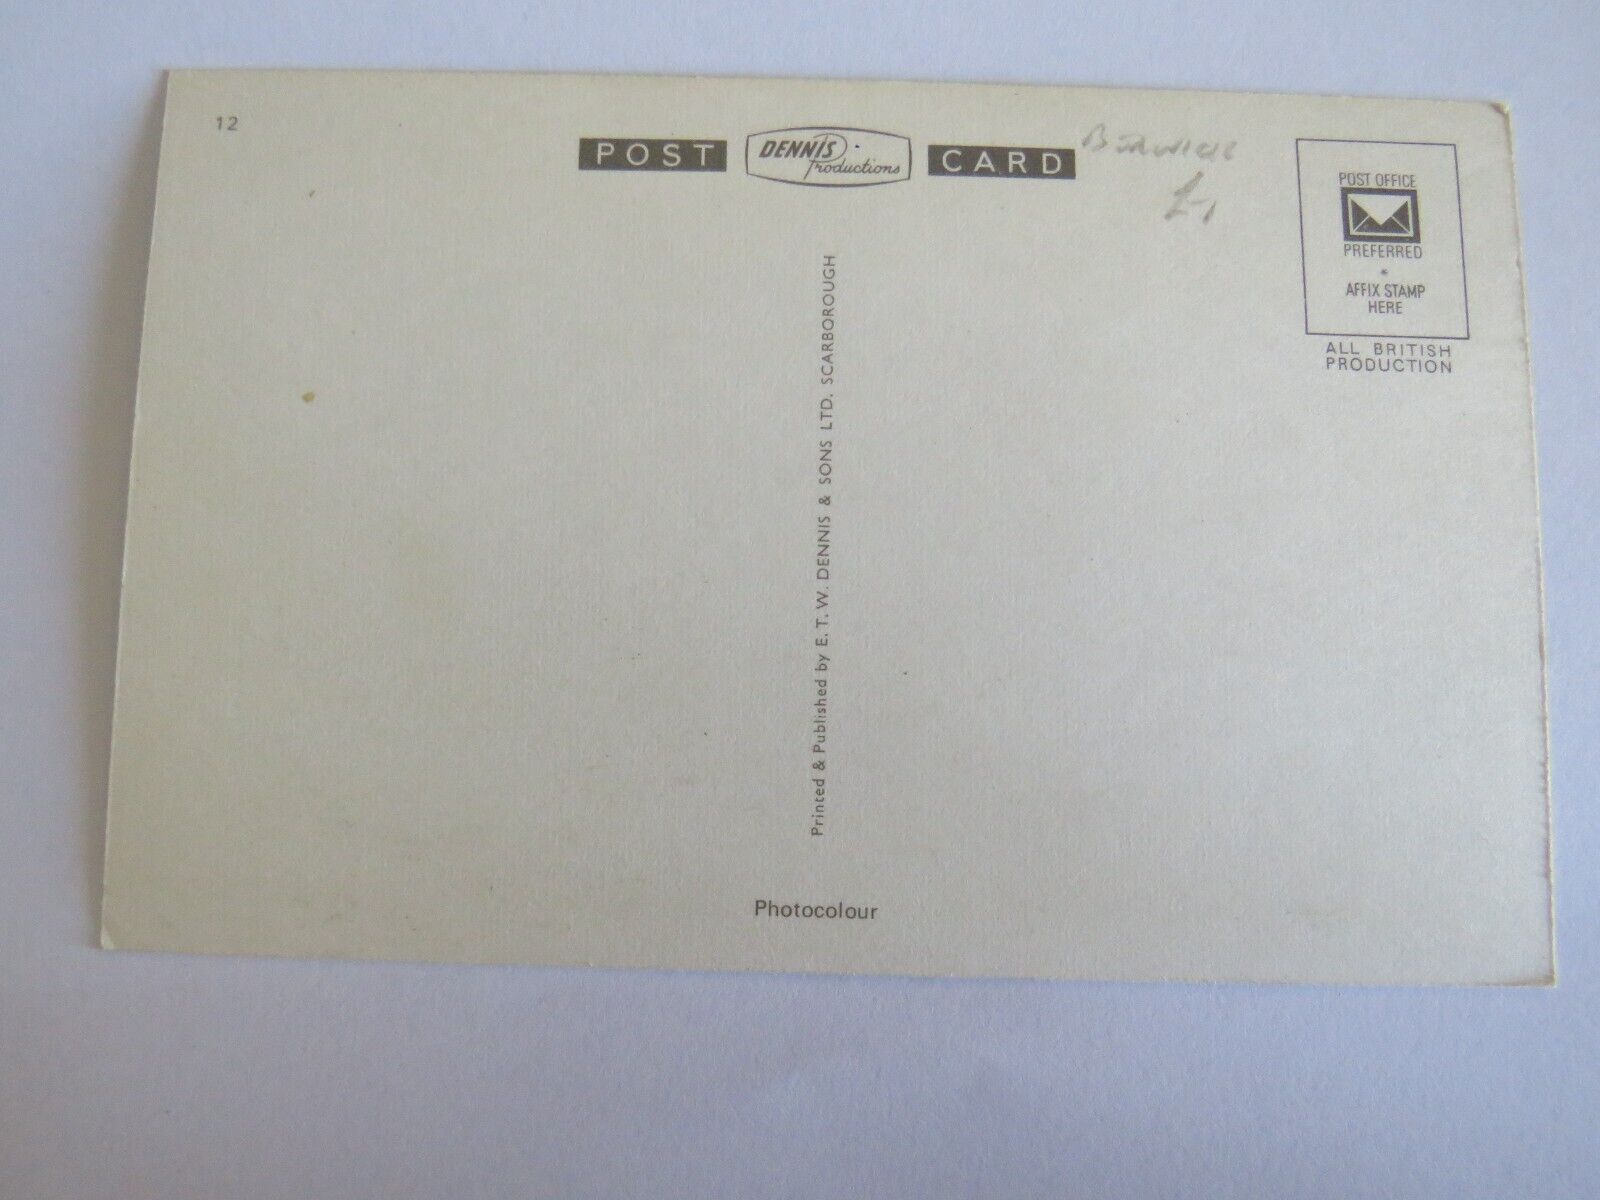 12
POST DENNIS Productions CARD
Berwick
£1
POST OFFICE
PREFERRED
AFFIX STAMP
HERE
ALL BRITISH
PRODUCTION
Printed & Published by E. T. W. DENNIS & SONS LTD. SCARBOROUGH
Photocolour